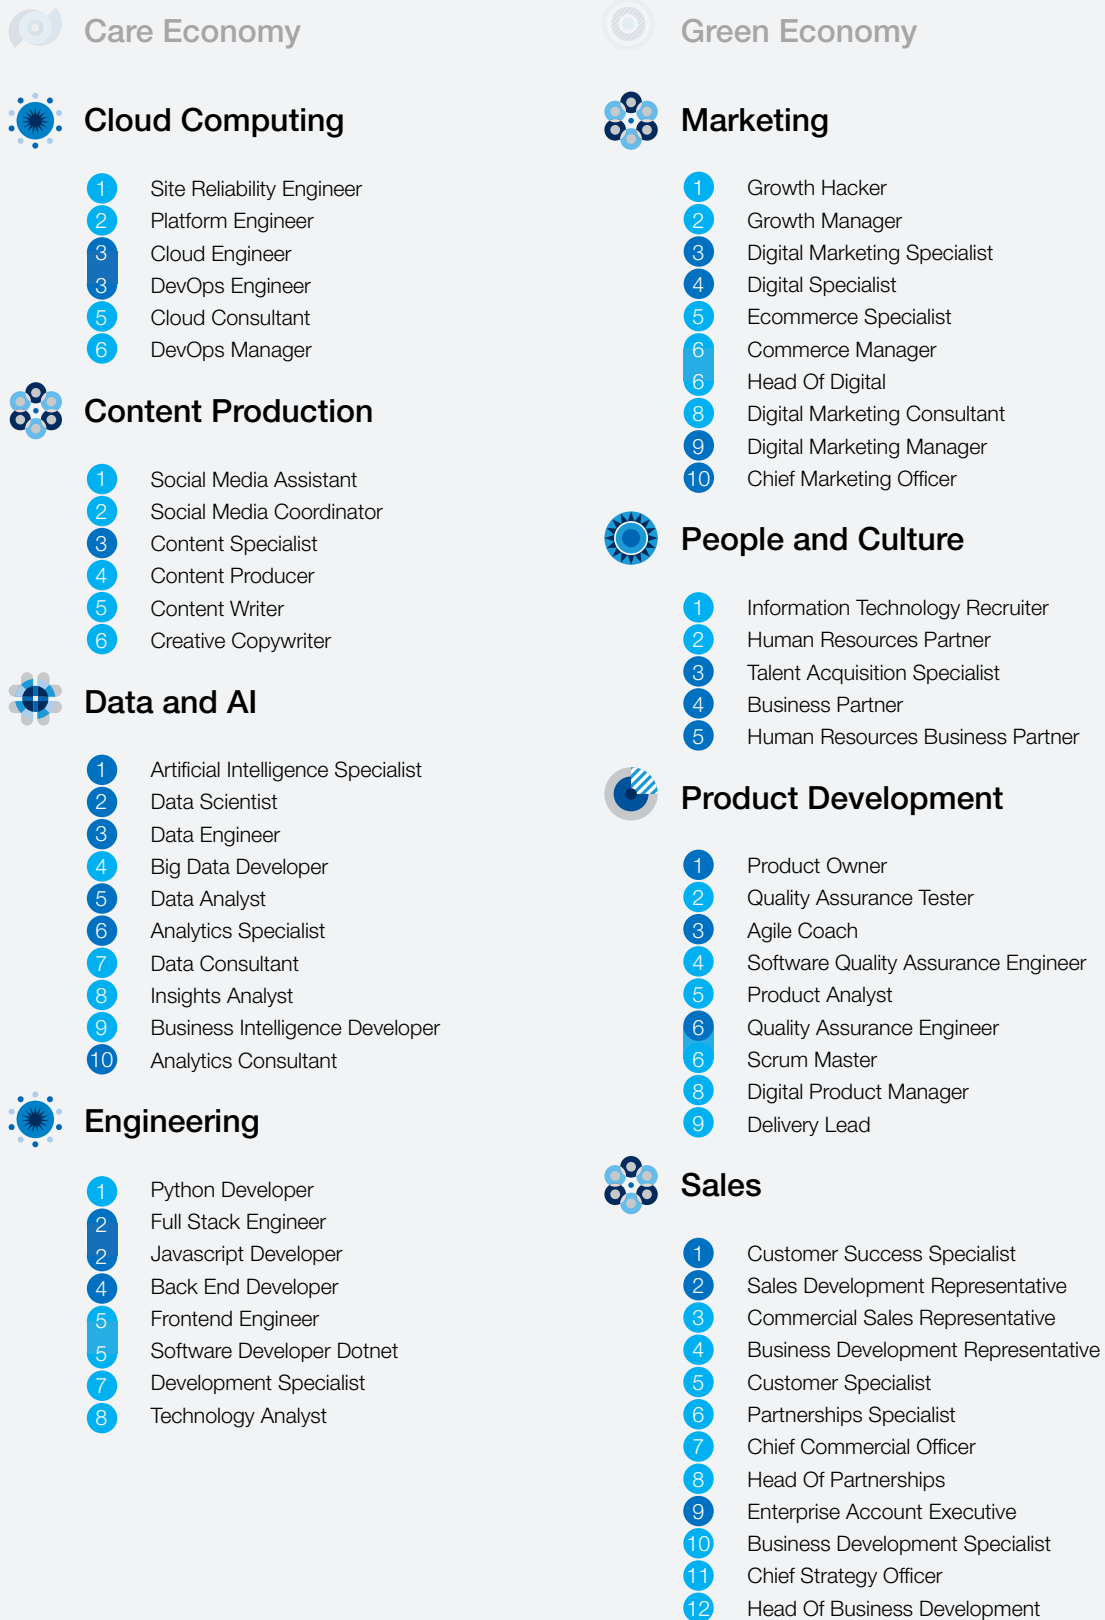 Care Economy
Cloud Computing
1 Site Reliability Engineer
2 Platform Engineer
3 Cloud Engineer
3 DevOps Engineer
5 Cloud Consultant
6 DevOps Manager
Content Production
1 Social Media Assistant
2 Social Media Coordinator
3 Content Specialist
4 Content Producer
5 Content Writer
6 Creative Copywriter
Data and AI
1 Artificial Intelligence Specialist
2 Data Scientist
3 Data Engineer
4 Big Data Developer
5 Data Analyst
6 Analytics Specialist
7 Data Consultant
8 Insights Analyst
9 Business Intelligence Developer
10 Analytics Consultant
Engineering
1 Python Developer
2 Full Stack Engineer
2 Javascript Developer
4 Back End Developer
5 Frontend Engineer
5 Software Developer Dotnet
7 Development Specialist
8 Technology Analyst
Green Economy
Marketing
1 Growth Hacker
2 Growth Manager
3 Digital Marketing Specialist
4 Digital Specialist
5 Ecommerce Specialist
6 Commerce Manager
6 Head Of Digital
8 Digital Marketing Consultant
9 Digital Marketing Manager
10 Chief Marketing Officer
People and Culture
1 Information Technology Recruiter
2 Human Resources Partner
3 Talent Acquisition Specialist
4 Business Partner
5 Human Resources Business Partner
Product Development
1 Product Owner
2 Quality Assurance Tester
3 Agile Coach
4 Software Quality Assurance Engineer
5 Product Analyst
6 Quality Assurance Engineer
6 Scrum Master
8 Digital Product Manager
9 Delivery Lead
Sales
1 Customer Success Specialist
2 Sales Development Representative
3 Commercial Sales Representative
4 Business Development Representative
5 Customer Specialist
6 Partnerships Specialist
7 Chief Commercial Officer
8 Head Of Partnerships
9 Enterprise Account Executive
10 Business Development Specialist
11 Chief Strategy Officer
12 Head Of Business Development